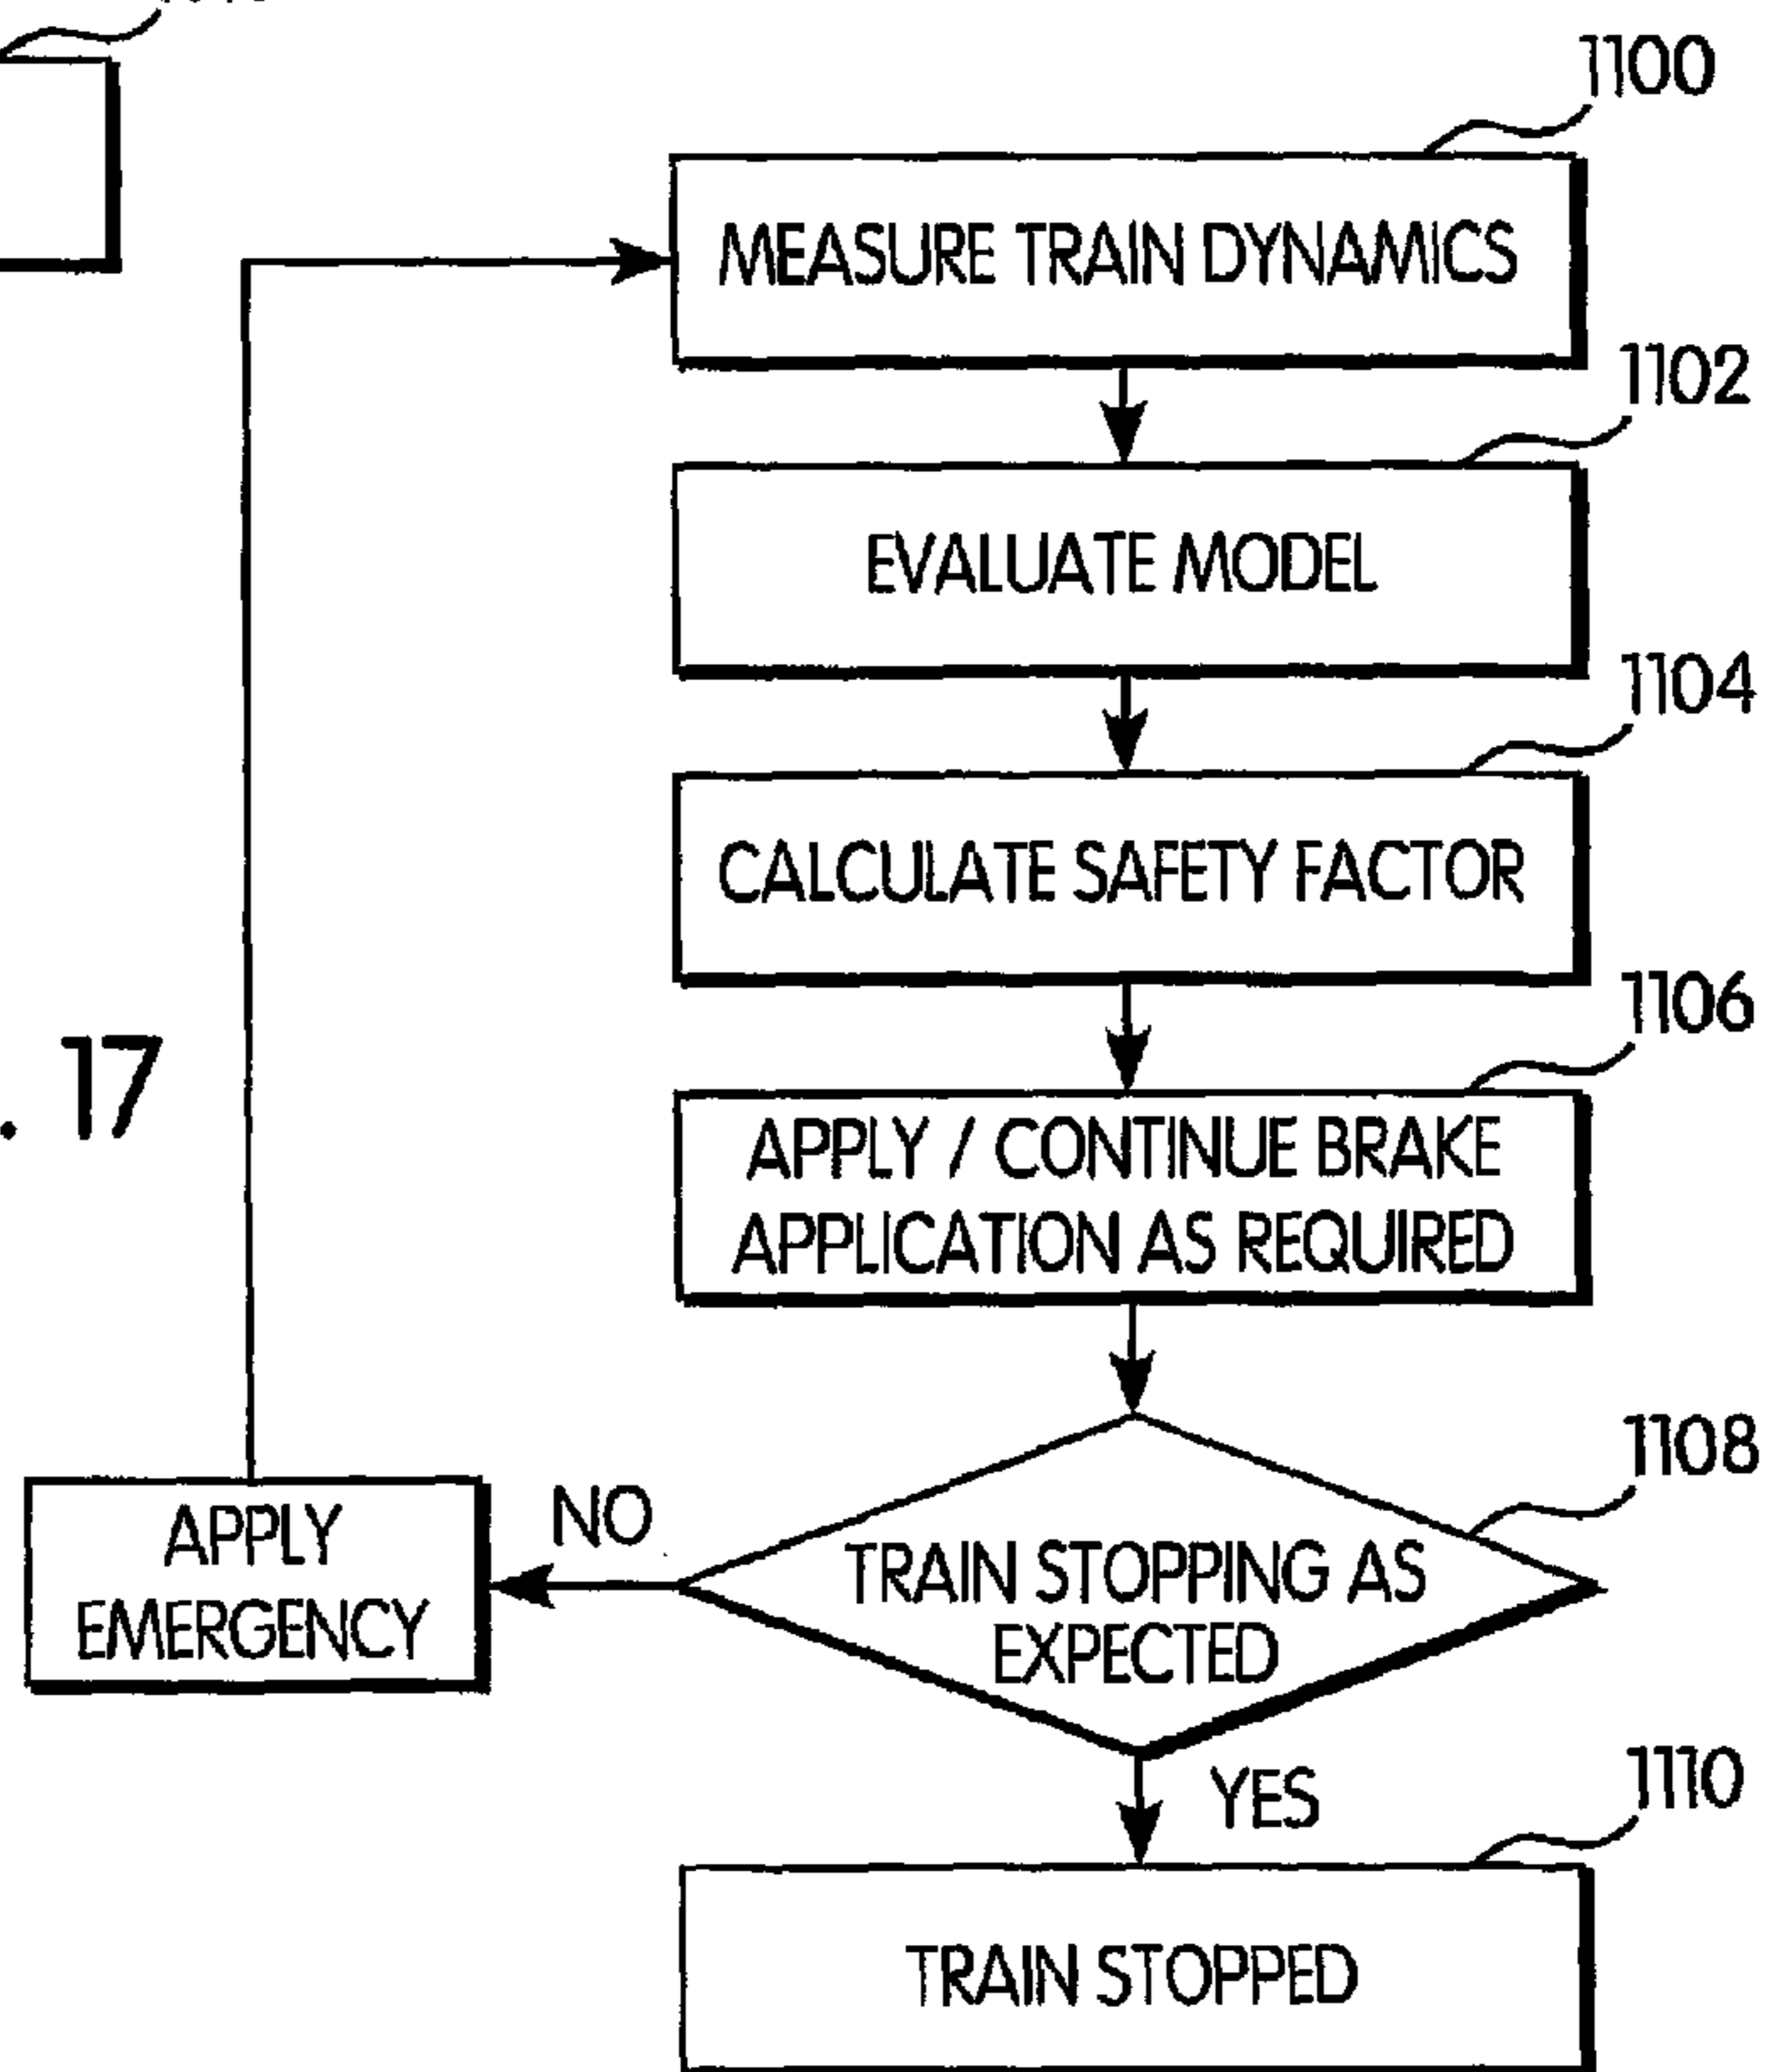 1100
MEASURE TRAIN DYNAMICS
1102
EVALUATE MODEL
1104
CALCULATE SAFETY FACTOR
1106
. 17
APPLY / CONTINUE BRAKE
APPLICATION AS REQUIRED
1108
NO
APPLY
EMERGENCY
TRAIN STOPPING AS
EXPECTED
YES
1110
TRAIN STOPPED